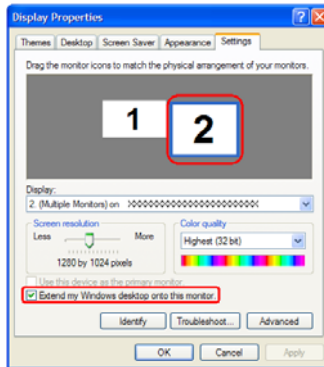 Display Properties
Themes Desktop Screen Saver Appearance Settings
Drag the monitor icons to match the physical arrangement of your monitors.
1 2
Display:
2. (Multiple Monitors) on XXXXXXXXXXXXXXXXXXXXXX
Screen resolution
Less More
1280 by 1024 pixels
Color quality
Highest (32 bit)
Use this device as the primary monitor.
Extend my Windows desktop onto this monitor.
Identify Troubleshoot... Advanced
OK Cancel Apply